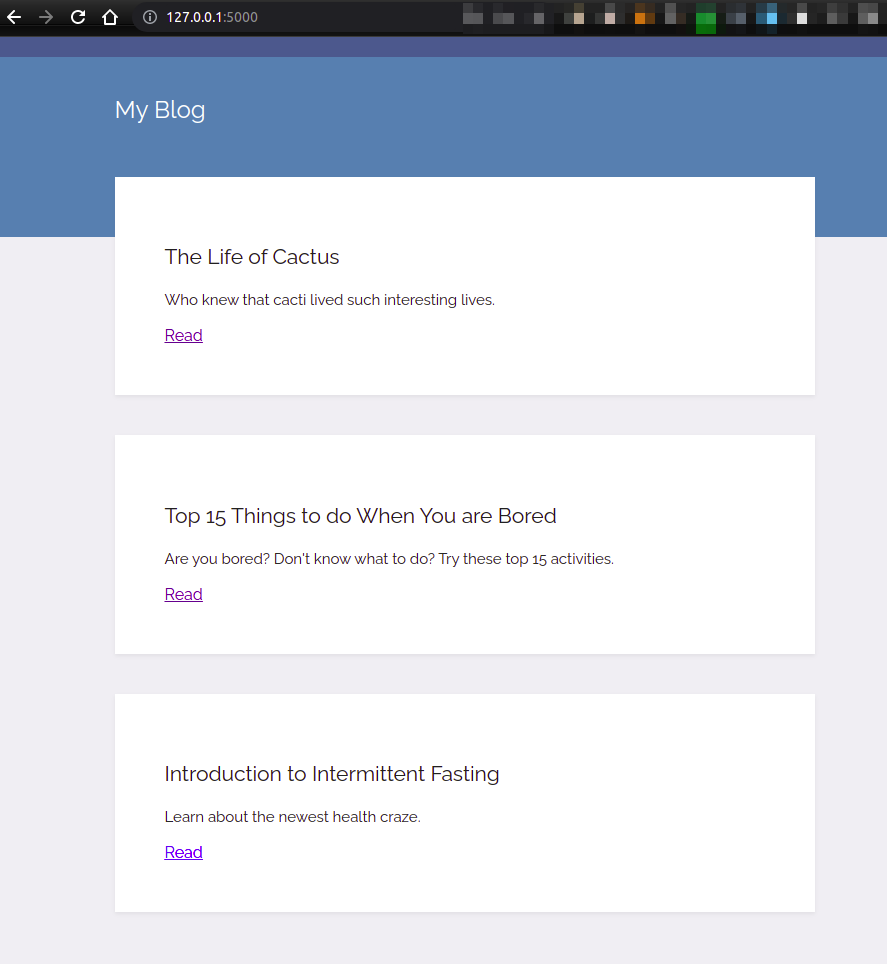 127.0.0.1:5000
My Blog
The Life of Cactus
Who knew that cacti lived such interesting lives.
Read
Top 15 Things to do When You are Bored
Are you bored? Don't know what to do? Try these top 15 activities.
Read
Introduction to Intermittent Fasting
Learn about the newest health craze.
Read